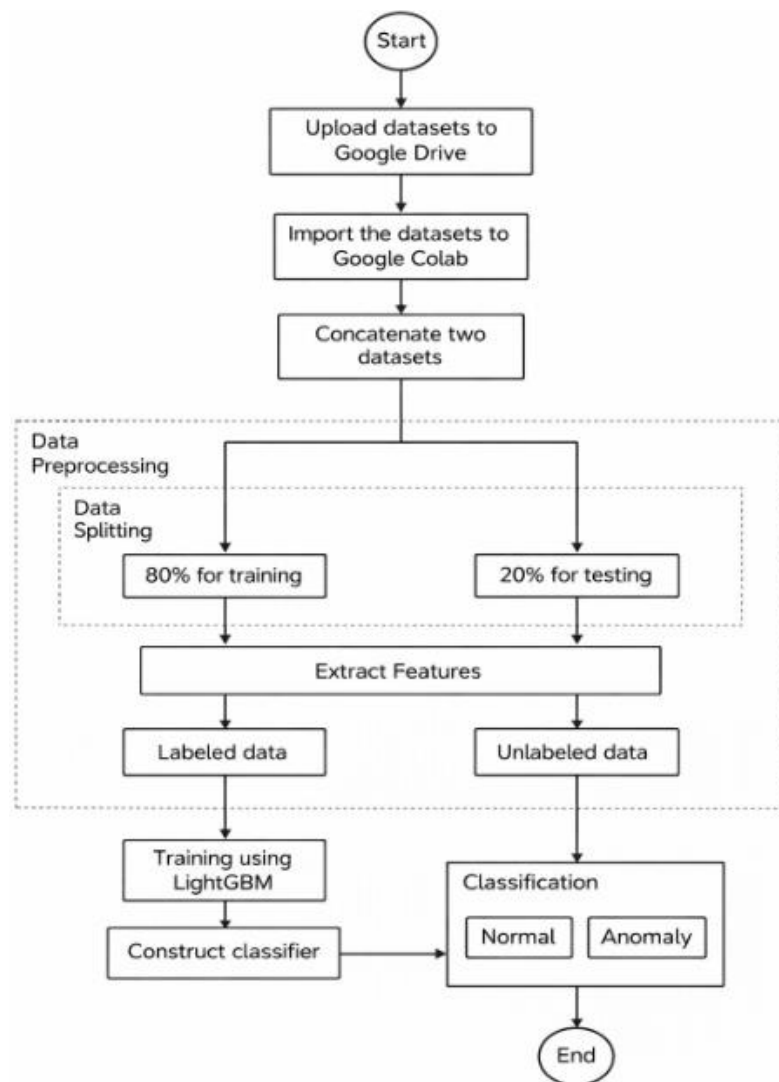 Start
Upload datasets to
Google Drive
Import the datasets to
Google Colab
Concatenate two
datasets
Data
Preprocessing
Data
Splitting
80% for training
20% for testing
Extract Features
Labeled data
Unlabeled data
Training using
LightGBM
Construct classifier
Classification
Normal
Anomaly
End